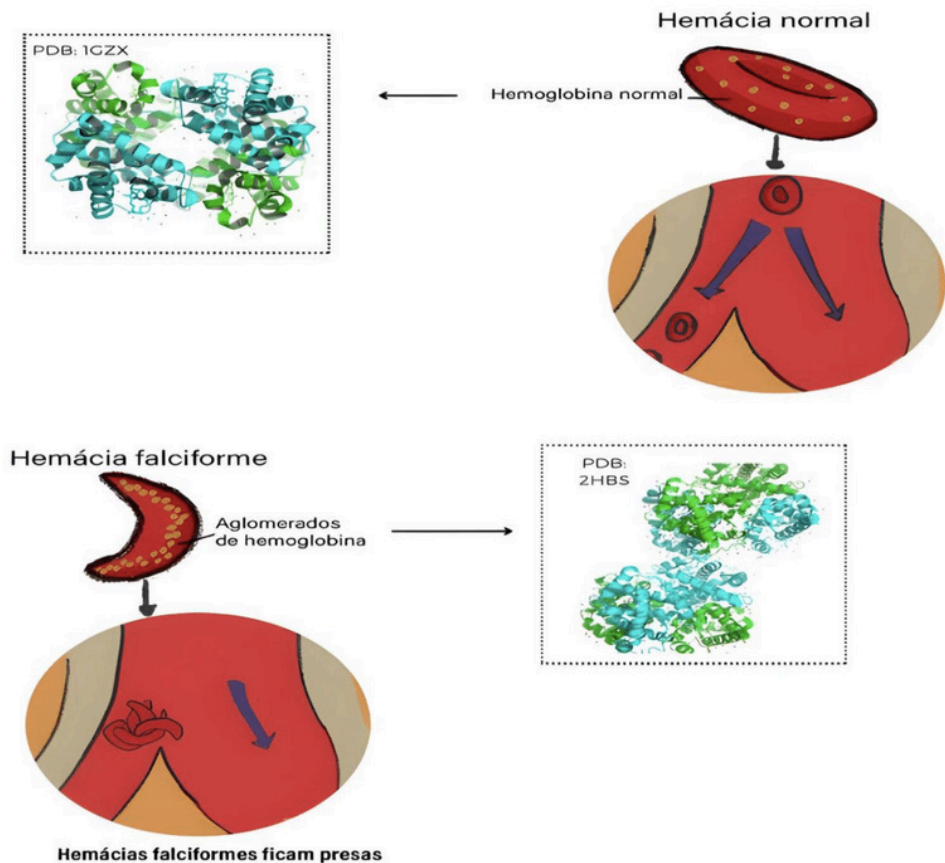 Hemácia normal
PDB: 1GZX
Hemoglobina normal
Hemácia falciforme
Aglomerados
de hemoglobina
PDB:
2HBS
Hemácias falciformes ficam presas